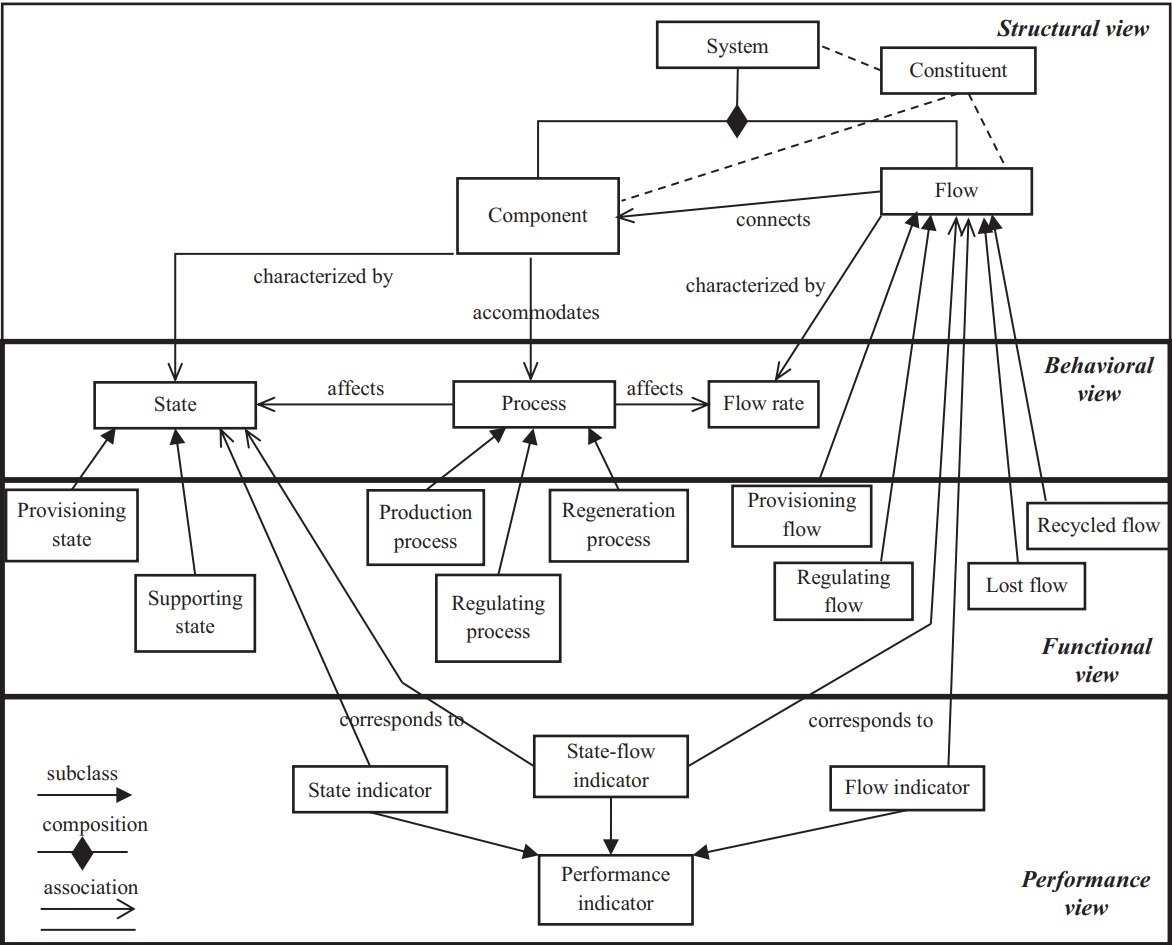 Structural view
System
Constituent
Component
Flow
connects
characterized by
characterized by
accommodates
Behavioral
view
State
affects
Process
affects
Flow rate
Provisioning
state
Supporting
state
Production
process
Regulating
process
Regeneration
process
Provisioning
flow
Regulating
flow
Recycled flow
Lost flow
Functional
view
corresponds to
corresponds to
State indicator
State-flow
indicator
Flow indicator
Performance
indicator
subclass
composition
association
Performance
view